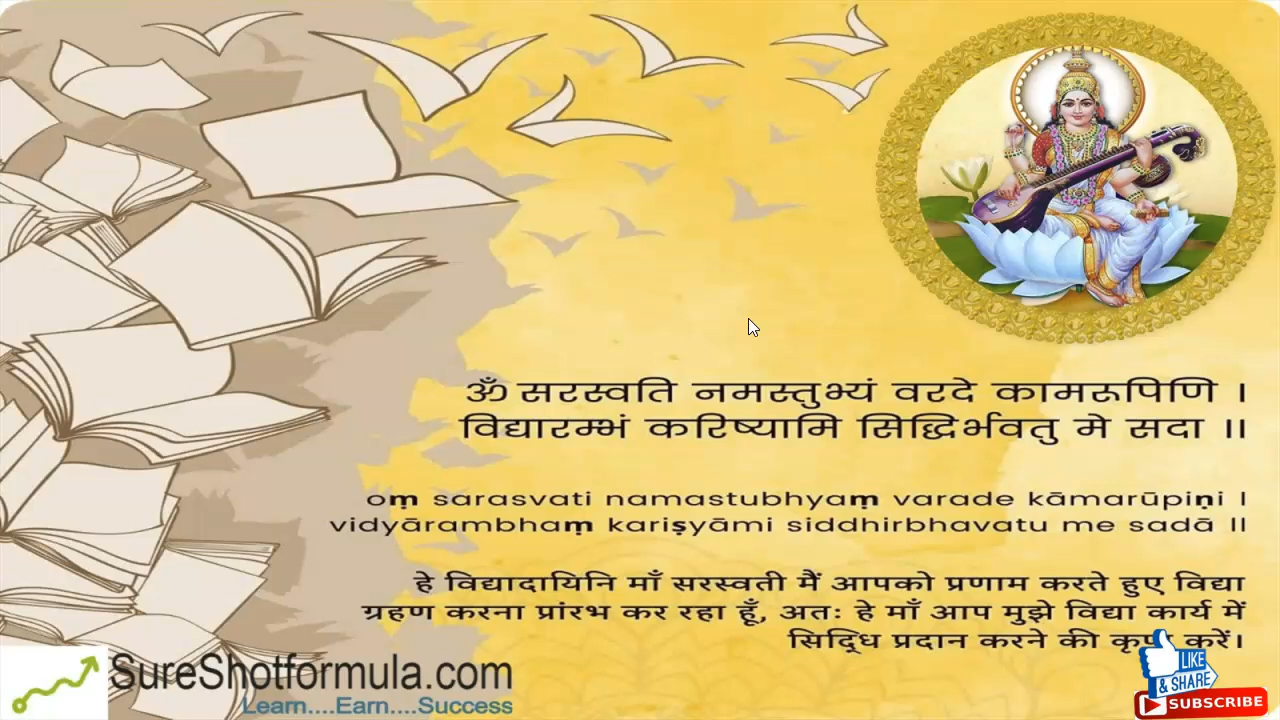 ॐ सरस्वति नमस्तुभ्यं वरदे कामरूपिणि ।
विद्यारम्भं करिष्यामि सिद्धिर्भवतु मे सदा ।।
oṃ sarasvati namastubhyaṃ varade kāmarūpiṇi ।
vidyārambhaṃ kariṣyāmi siddhirbhavatu me sadā ।।
हे विद्यादायिनि माँ सरस्वती मैं आपको प्रणाम करते हुए विद्या
ग्रहण करना प्रांरभ कर रहा हूँ, अतः हे माँ आप मुझे विद्या कार्य में
सिद्धि प्रदान करने की करें।
SureShotformula.com
Learn....Earn....Success
LIKE
& SHARE
SUBSCRIBE